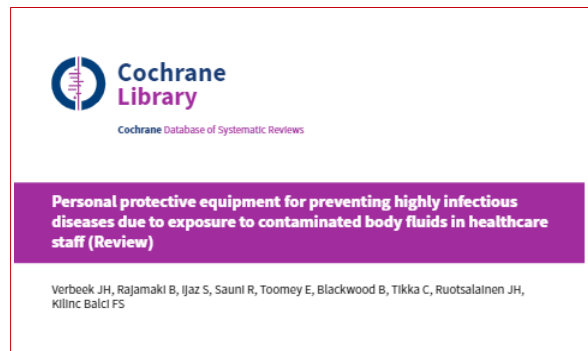 Cochrane
Library
Cochrane Database of Systematic Reviews
Personal protective equipment for preventing highly infectious
diseases due to exposure to contaminated body fluids in healthcare
staff (Review)
Verbeek JH, Rajamaki B, Ijaz S, Sauni R, Toomey E, Blackwood B, Tikka C, Ruotsalainen JH,
Kilinc Balci FS